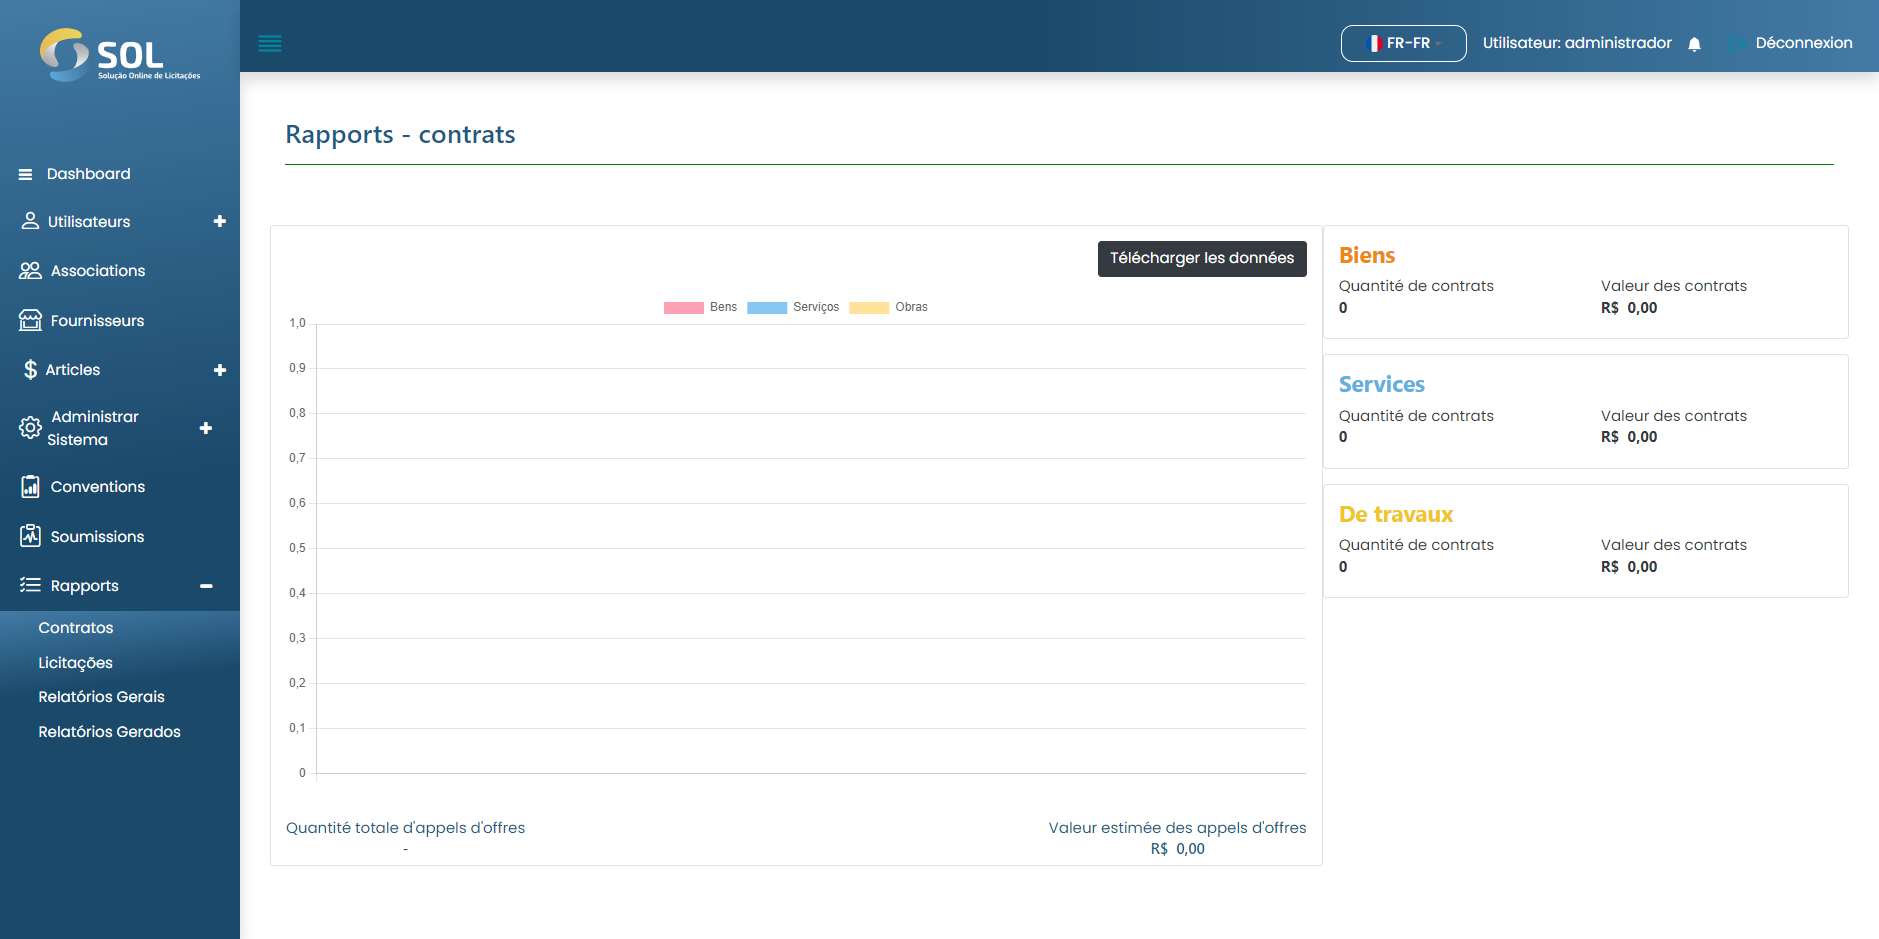 SOL
Solução Online de Licitações
FR-FR
Utilisateur: administrador
Déconnexion
Dashboard
Utilisateurs
Associations
Fournisseurs
Articles
Administrar
Sistema
Conventions
Soumissions
Rapports
Contratos
Licitações
Relatórios Gerais
Relatórios Gerados
Rapports - contrats
Télécharger les données
Bens Serviços Obras
1,0
0,9
0,8
0,7
0,6
0,5
0,4
0,3
0,2
0,1
0
Quantité totale d'appels d'offres
-
Valeur estimée des appels d'offres
R$ 0,00
Biens
Quantité de contrats Valeur des contrats
0 R$ 0,00
Services
Quantité de contrats Valeur des contrats
0 R$ 0,00
De travaux
Quantité de contrats Valeur des contrats
0 R$ 0,00